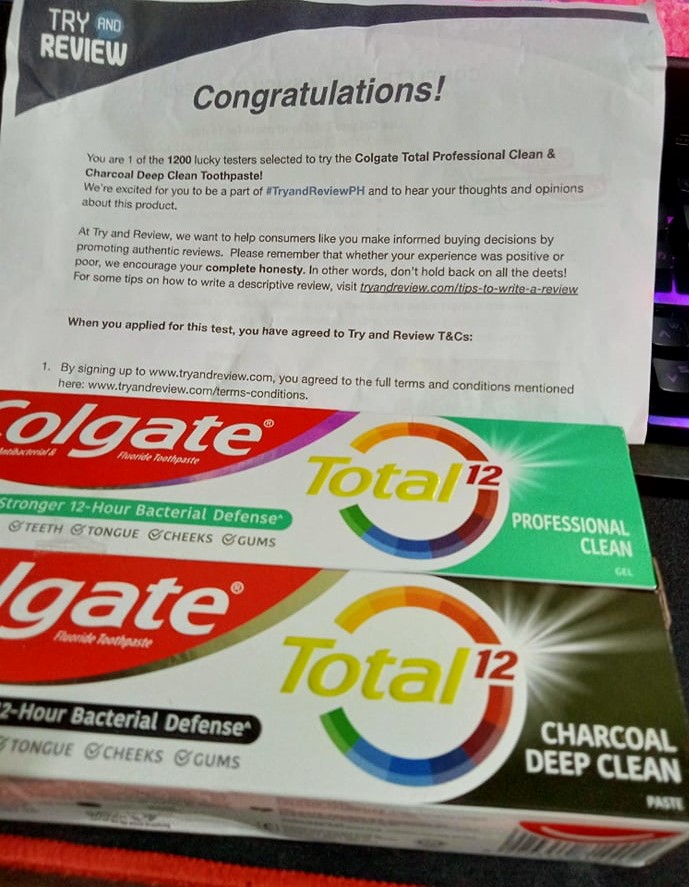 TRY AND
REVIEW
Congratulations!
You are 1 of the 1200 lucky testers selected to try the Colgate Total Professional Clean &
Charcoal Deep Clean Toothpaste!
We're excited for you to be a part of #TryandReviewPH and to hear your thoughts and opinions
about this product.
At Try and Review, we want to help consumers like you make informed buying decisions by
promoting authentic reviews. Please remember that whether your experience was positive or
poor, we encourage your complete honesty. In other words, don't hold back on all the deets!
For some tips on how to write a descriptive review, visit tryandreview.com/tips-to-write-a-review
When you applied for this test, you have agreed to Try and Review T&Cs:
1. By signing up to www.tryandreview.com, you agreed to the full terms and conditions mentioned
here: www.tryandreview.com/terms-conditions.
Colgate®
Antibacterial & Fluoride Toothpaste
Total 12
Stronger 12-Hour Bacterial Defense^
TEETH TONGUE CHEEKS GUMS
PROFESSIONAL
CLEAN
GEL
lgate®
Fluoride Toothpaste
Total 12
2-Hour Bacterial Defense^
TONGUE CHEEKS GUMS
CHARCOAL
DEEP CLEAN
PASTE